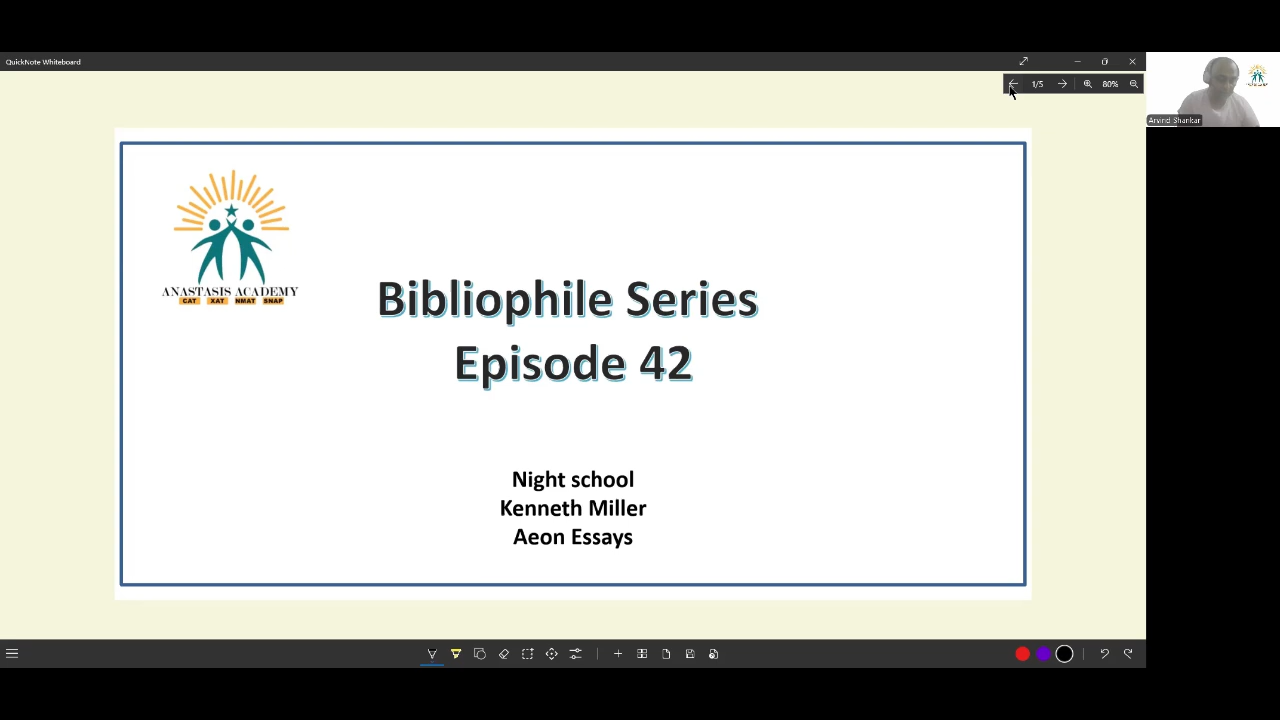 QuickNote Whiteboard
1/5
80%
Arvind Shankar
ANASTASIS ACADEMY
CAT XAT NMAT SNAP
Bibliophile Series
Episode 42
Night school
Kenneth Miller
Aeon Essays